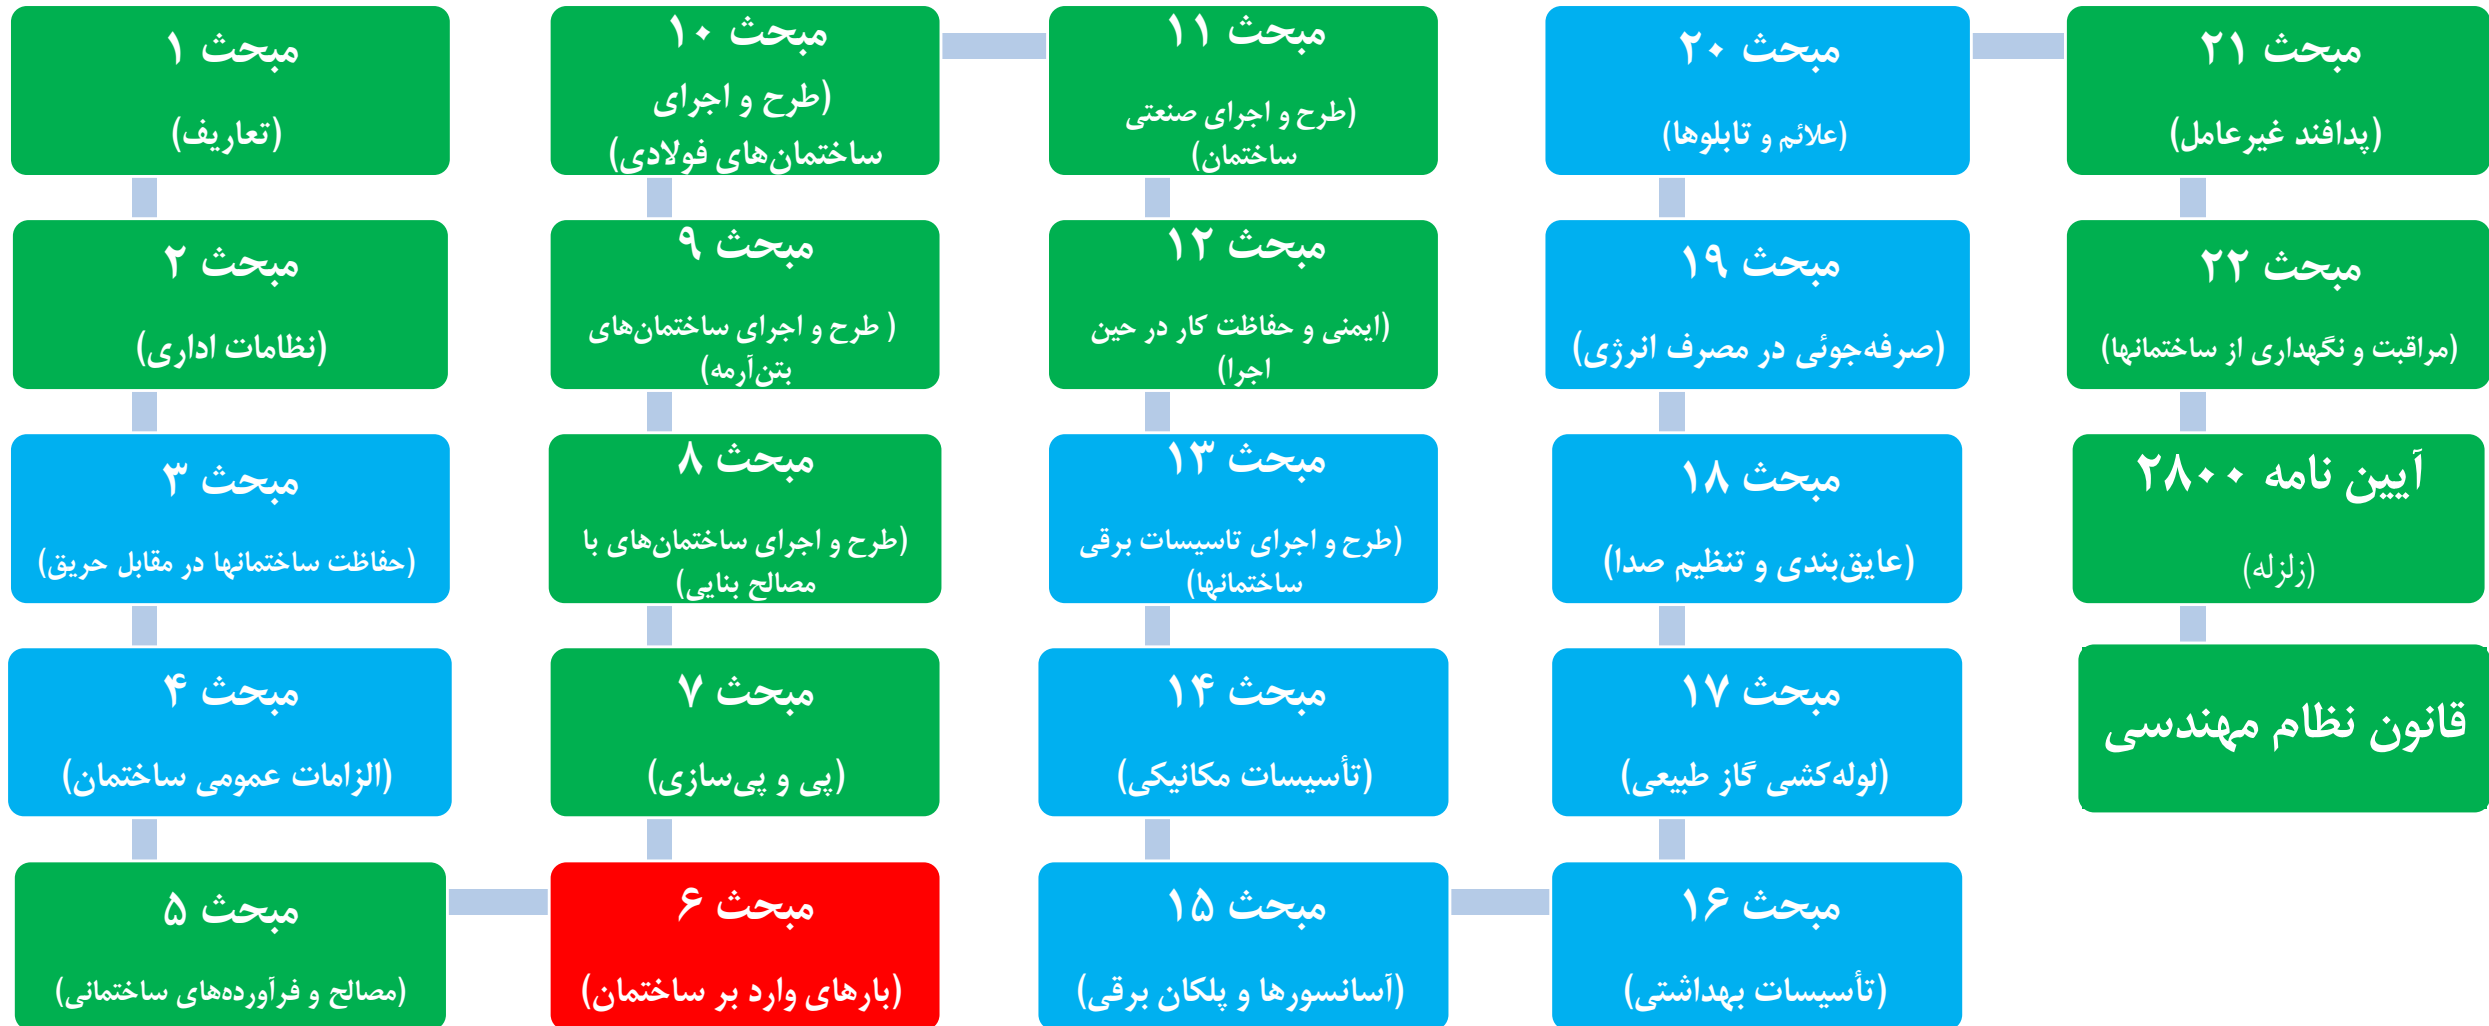 مبحث ۱
(تعاریف)
مبحث ۲
(نظامات اداری)
مبحث ۳
(حفاظت ساختمانها در مقابل حریق)
مبحث ۴
(الزامات عمومی ساختمان)
مبحث ۵
(مصالح و فرآورده‌های ساختمانی)
مبحث ۶
(بارهای وارد بر ساختمان)
مبحث ۷
(پی و پی‌سازی)
مبحث ۸
(طرح و اجرای ساختمان‌های با
مصالح بنایی)
مبحث ۹
( طرح و اجرای ساختمان‌های
بتن‌آرمه)
مبحث ۱۰
(طرح و اجرای
ساختمان‌های فولادی)
مبحث ۱۱
(طرح و اجرای صنعتی
ساختمان)
مبحث ۱۲
(ایمنی و حفاظت کار در حین
اجرا)
مبحث ۱۳
(طرح و اجرای تاسیسات برقی
ساختمانها)
مبحث ۱۴
(تأسیسات مکانیکی)
مبحث ۱۵
(آسانسورها و پلکان برقی)
مبحث ۱۶
(تأسیسات بهداشتی)
مبحث ۱۷
(لوله‌کشی گاز طبیعی)
مبحث ۱۸
(عایق‌بندی و تنظیم صدا)
مبحث ۱۹
(صرفه‌جوئی در مصرف انرژی)
مبحث ۲۰
(علائم و تابلوها)
مبحث ۲۱
(پدافند غیرعامل)
مبحث ۲۲
(مراقبت و نگهداری از ساختمانها)
آیین نامه ۲۸۰۰
(زلزله)
قانون نظام مهندسی